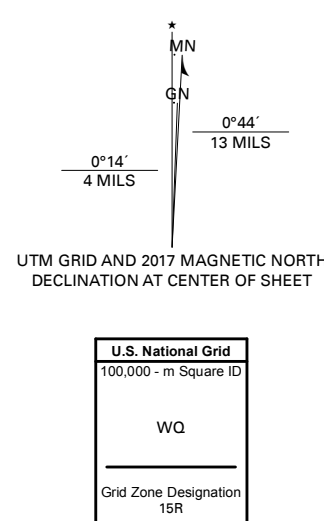 ★
MN
GN
0°44´
13 MILS
0°14´
4 MILS
UTM GRID AND 2017 MAGNETIC NORTH
DECLINATION AT CENTER OF SHEET
U.S. National Grid
100,000 - m Square ID
WQ
Grid Zone Designation
15R